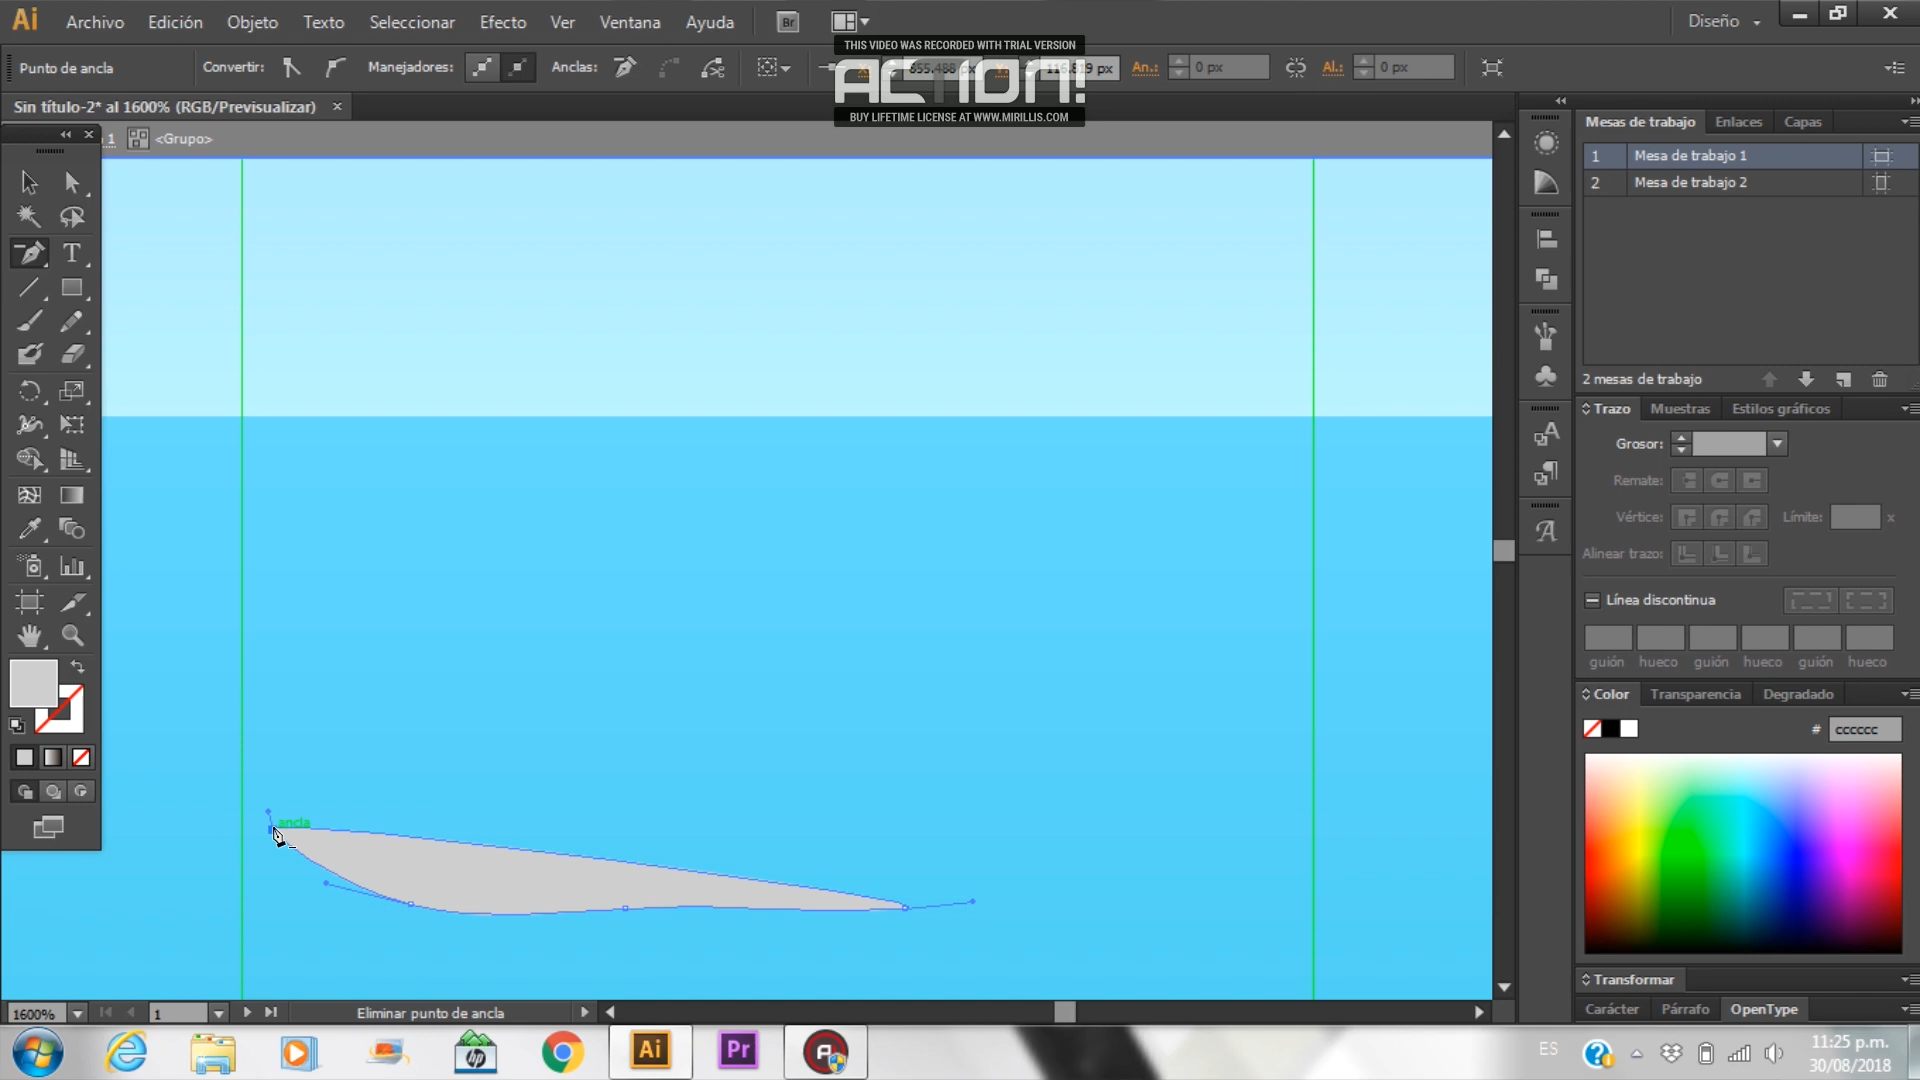 Ai Archivo Edición Objeto Texto Seleccionar Efecto Ver Ventana Ayuda Br Diseño
THIS VIDEO WAS RECORDED WITH TRIAL VERSION
ACTION!
BUY LIFETIME LICENSE AT WWW.MIRILLIS.COM
Punto de ancla Convertir: Manejadores: Anclas: px px An.: 0 px Al.: 0 px
Sin título-2* al 1600% (RGB/Previsualizar)
1 <Grupo>
Mesas de trabajo Enlaces Capas
1 Mesa de trabajo 1
2 Mesa de trabajo 2
2 mesas de trabajo
Trazo Muestras Estilos gráficos
Grosor:
Remate:
Vértice: Límite: x
Alinear trazo:
Línea discontinua
guión hueco guión hueco guión hueco
Color Transparencia Degradado
# cccccc
ancla
Transformar
Carácter Párrafo OpenType
1600% 1 Eliminar punto de ancla
hp Ai Pr ES
11:25 p.m.
30/08/2018